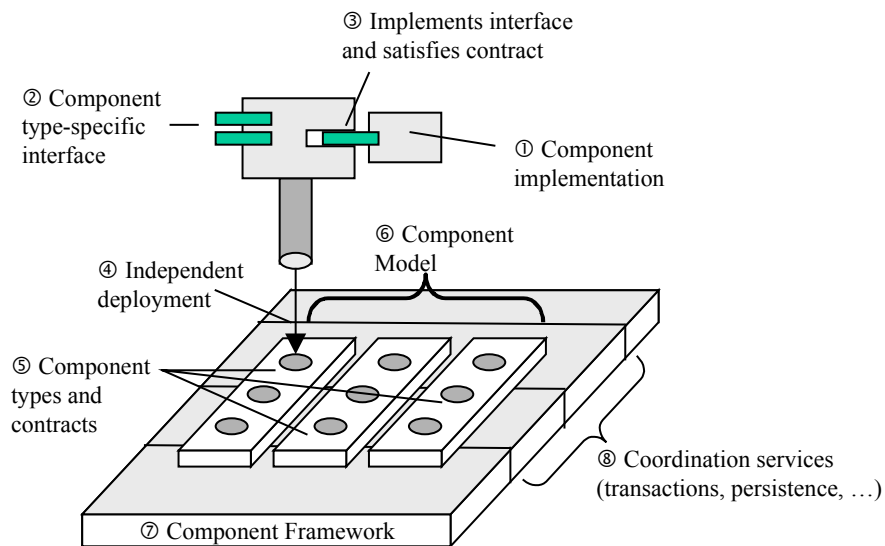 ③ Implements interface
and satisfies contract
② Component
type-specific
interface
① Component
implementation
⑥ Component
Model
④ Independent
deployment
⑤ Component
types and
contracts
⑧ Coordination services
(transactions, persistence, …)
⑦ Component Framework